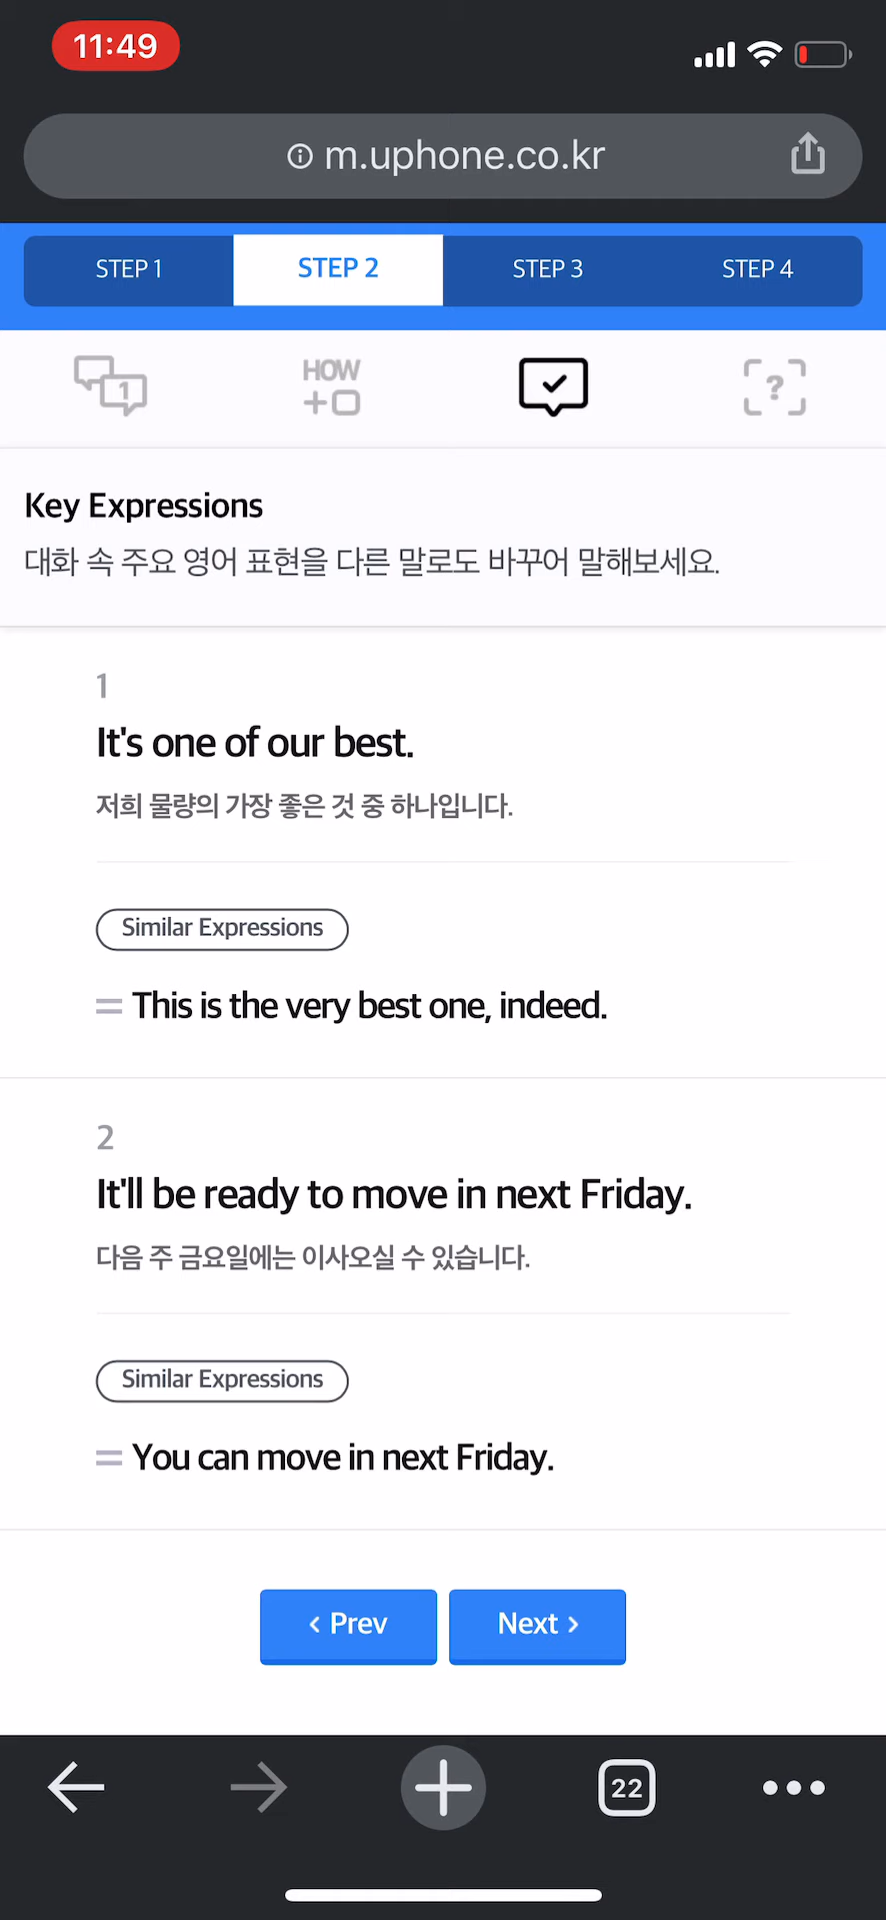 11:49
m.uphone.co.kr
STEP 1
STEP 2
STEP 3
STEP 4
1
HOW
+
?
Key Expressions
대화 속 주요 영어 표현을 다른 말로도 바꾸어 말해보세요.
1
It's one of our best.
저희 물량의 가장 좋은 것 중 하나입니다.
Similar Expressions
= This is the very best one, indeed.
2
It'll be ready to move in next Friday.
다음 주 금요일에는 이사오실 수 있습니다.
Similar Expressions
= You can move in next Friday.
‹ Prev
Next ›
22